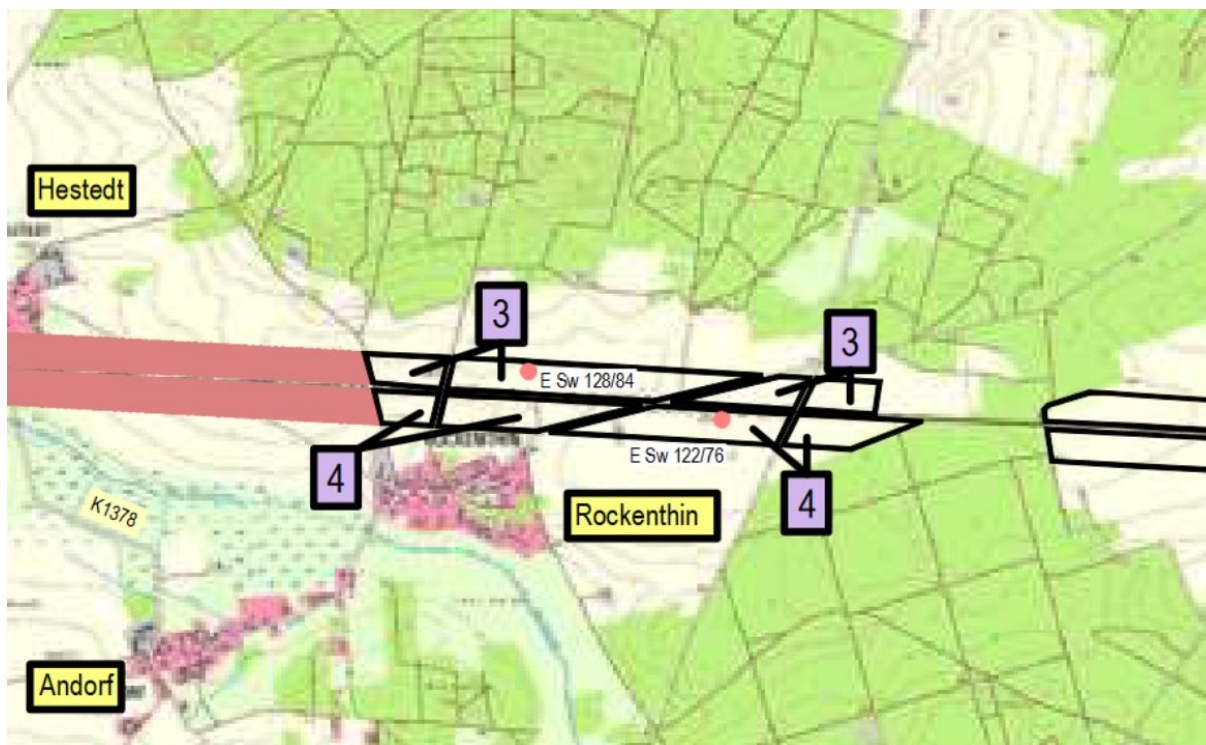 Hestedt
3
3
E Sw 128/84
E Sw 122/76
4
4
K1378
Rockenthin
Andorf